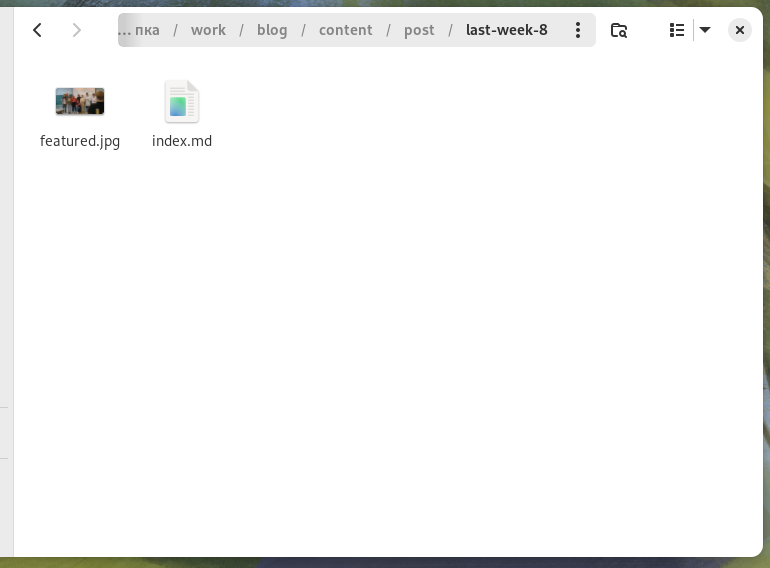 … пка / work / blog / content / post / last-week-8
featured.jpg index.md